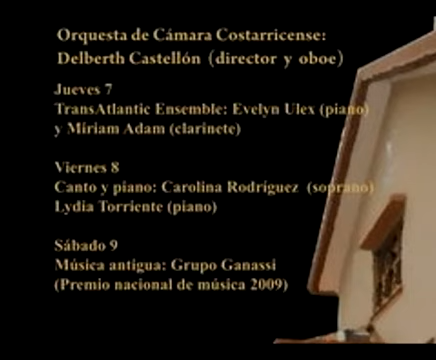 Orquesta de Cámara Costarricense:
Delberth Castellón (director y oboe)
Jueves 7
TransAtlantic Ensemble: Evelyn Ulex (piano)
y Míriam Adam (clarinete)
Viernes 8
Canto y piano: Carolina Rodríguez (soprano)
Lydia Torriente (piano)
Sábado 9
Música antigua: Grupo Ganassi
(Premio nacional de música 2009)